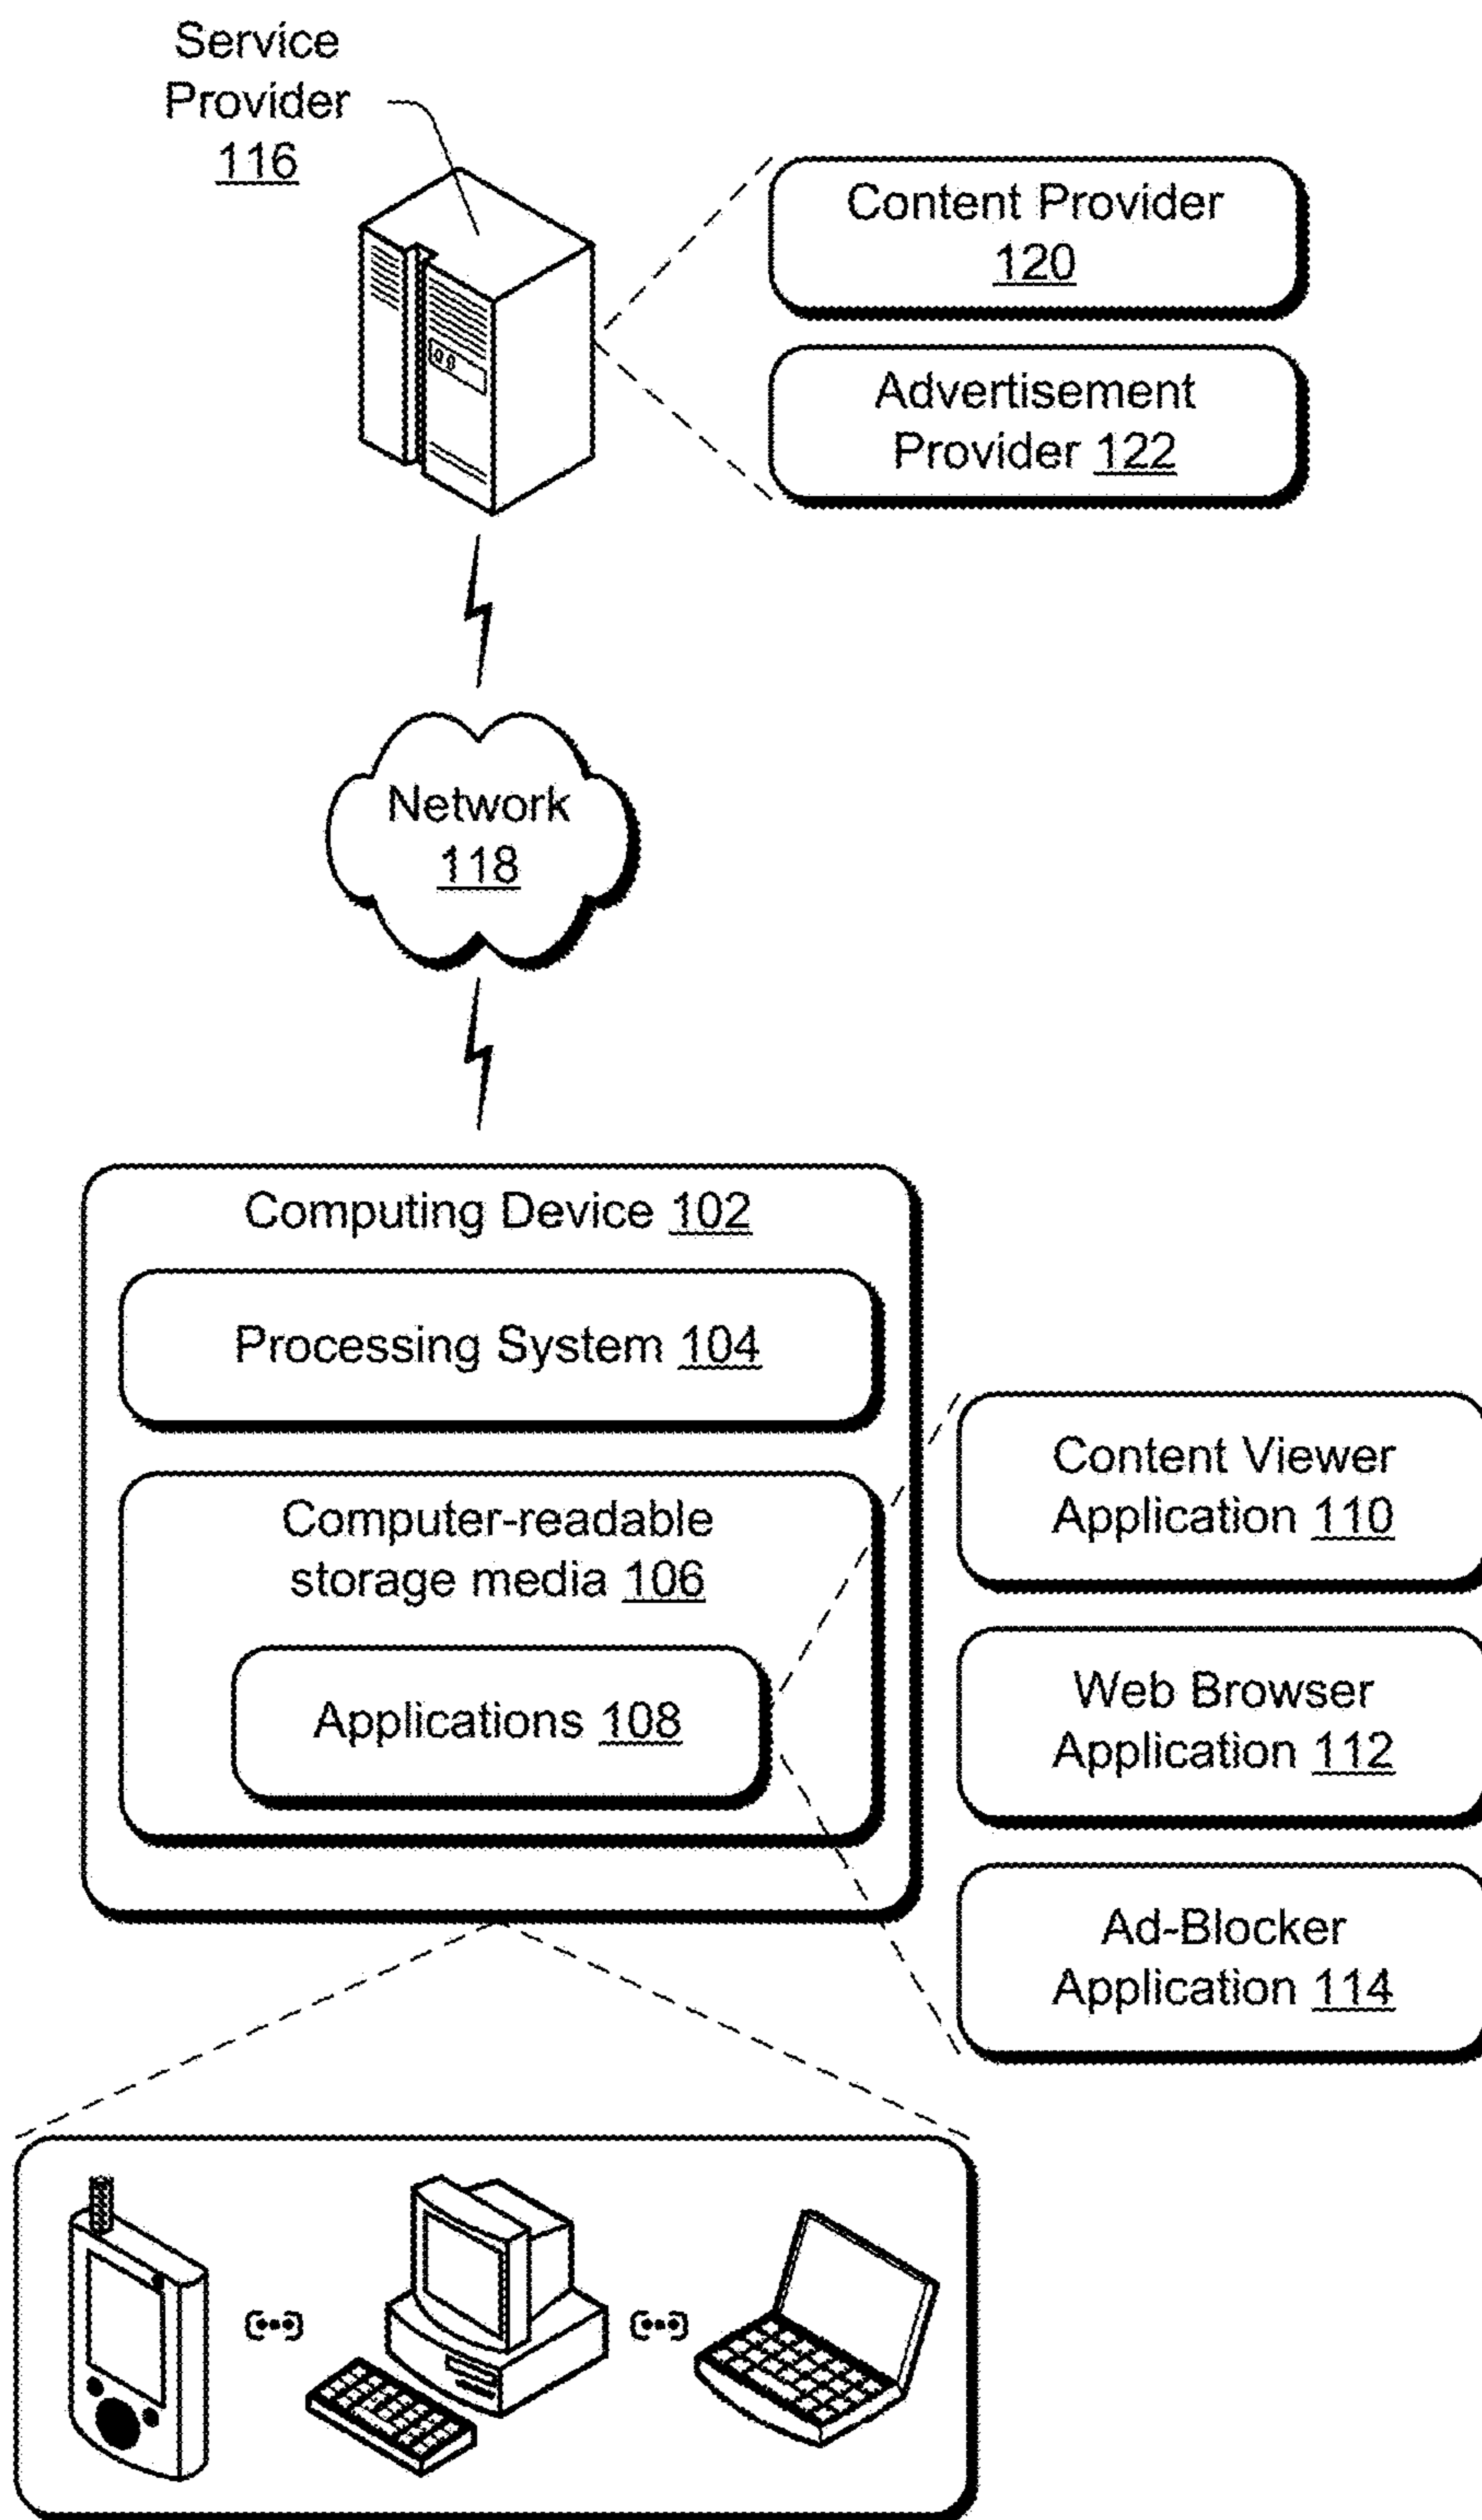 Service
Provider
116
Content Provider
120
Advertisement
Provider 122
Network
118
Computing Device 102
Processing System 104
Computer-readable
storage media 106
Applications 108
Content Viewer
Application 110
Web Browser
Application 112
Ad-Blocker
Application 114